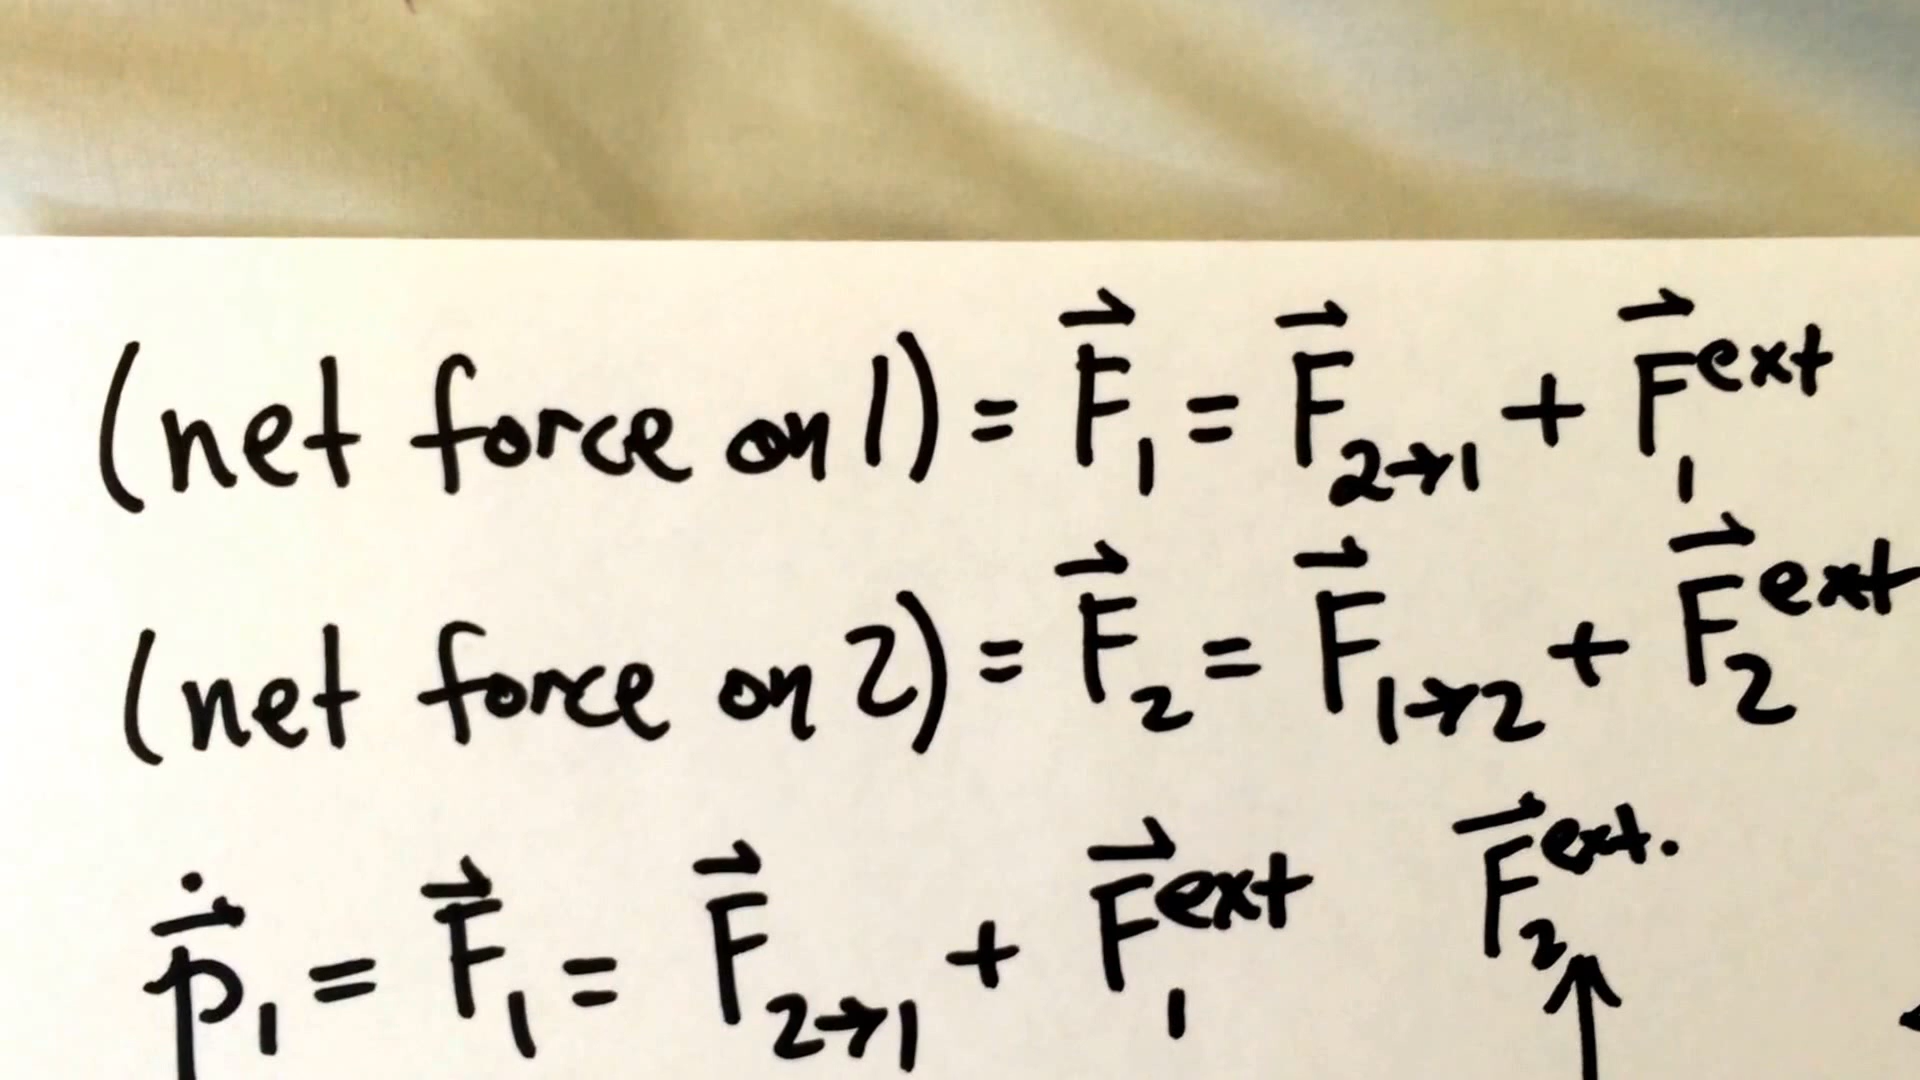 (net force on 1) = F⃗₁ = F⃗₂→₁ + F⃗₁ᵉˣᵗ
(net force on 2) = F⃗₂ = F⃗₁→₂ + F⃗₂ᵉˣᵗ
ṗ⃗₁ = F⃗₁ = F⃗₂→₁ + F⃗₁ᵉˣᵗ
F⃗₂ᵉˣᵗ·